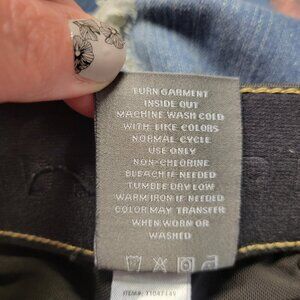 TURN GARMENT
INSIDE OUT
MACHINE WASH COLD
WITH LIKE COLORS
NORMAL CYCLE
USE ONLY
NON-CHLORINE
BLEACH IF NEEDED
TUMBLE DRY LOW
WARM IRON IF NEEDED
COLOR MAY TRANSFER
WHEN WORN OR
WASHED
ITEM#: